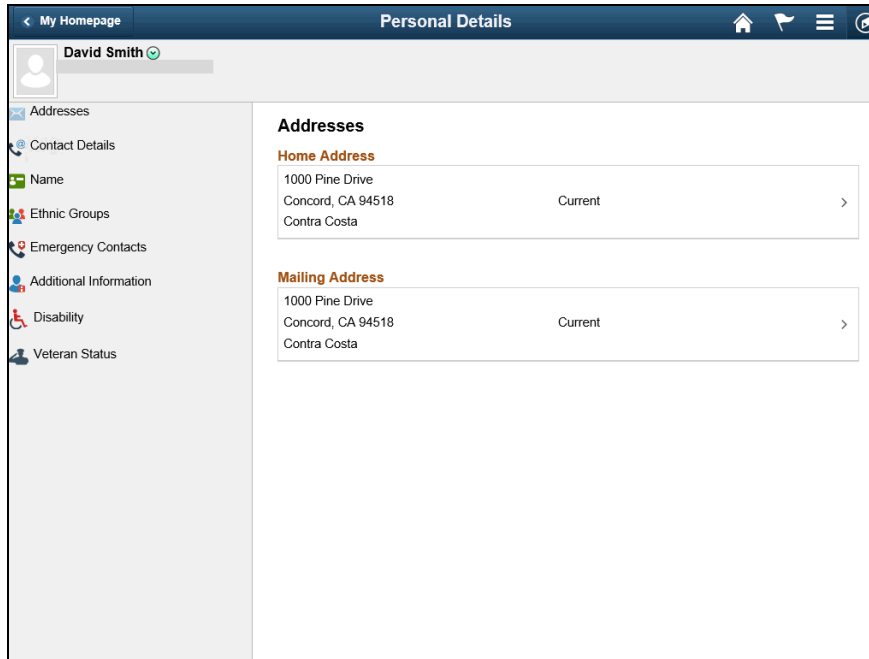 My Homepage
Personal Details
David Smith
Addresses
Contact Details
Name
Ethnic Groups
Emergency Contacts
Additional Information
Disability
Veteran Status
Addresses
Home Address
1000 Pine Drive
Concord, CA 94518 Current
Contra Costa
Mailing Address
1000 Pine Drive
Concord, CA 94518 Current
Contra Costa